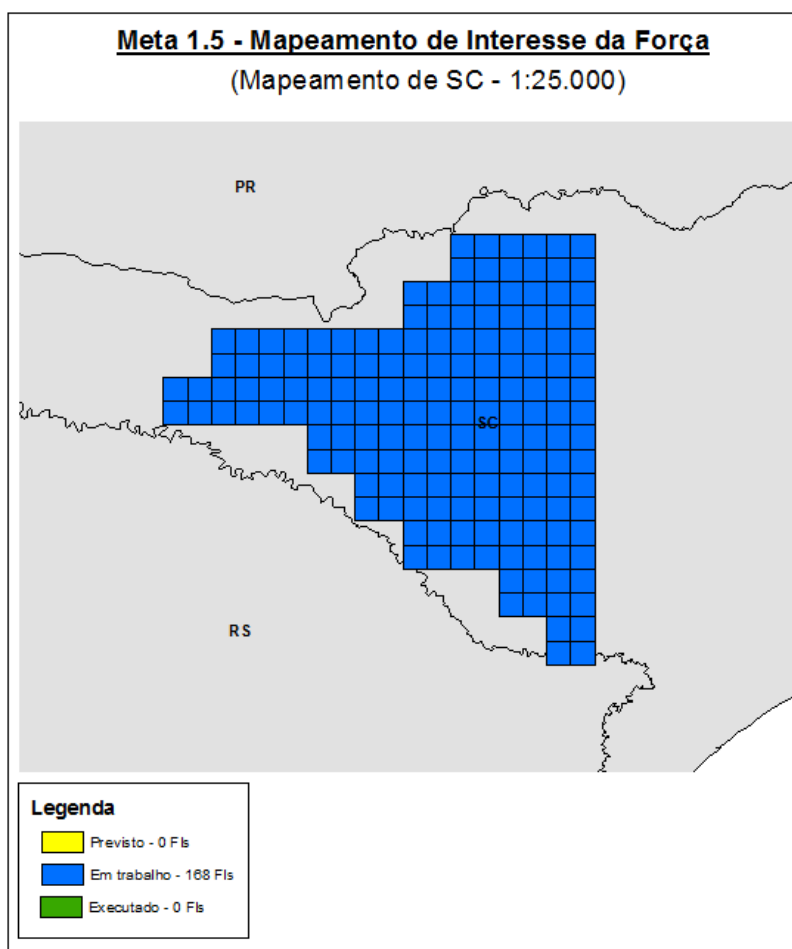 Meta 1.5 - Mapeamento de Interesse da Força
(Mapeamento de SC - 1:25.000)
PR
SC
RS
Legenda
Previsto - 0 Fls
Em trabalho - 168 Fls
Executado - 0 Fls